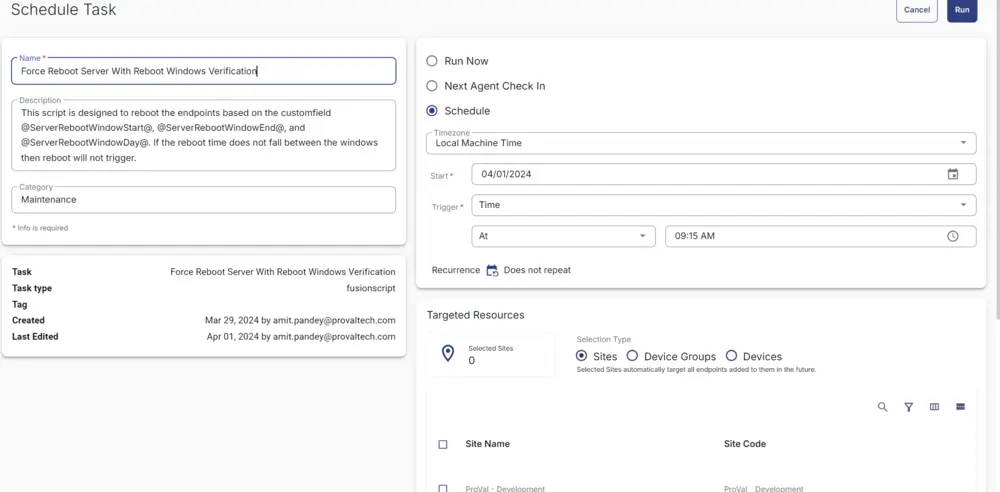 Schedule Task
Cancel
Run
Name *
Force Reboot Server With Reboot Windows Verification
Description
This script is designed to reboot the endpoints based on the customfield
@ServerRebootWindowStart@, @ServerRebootWindowEnd@, and
@ServerRebootWindowDay@. If the reboot time does not fall between the windows
then reboot will not trigger.
Category
Maintenance
* Info is required
Task Force Reboot Server With Reboot Windows Verification
Task type fusionscript
Tag
Created Mar 29, 2024 by amit.pandey@provaltech.com
Last Edited Apr 01, 2024 by amit.pandey@provaltech.com
Run Now
Next Agent Check In
Schedule
Timezone
Local Machine Time
Start * 04/01/2024
Trigger * Time
At 09:15 AM
Recurrence Does not repeat
Targeted Resources
Selected Sites
0
Selection Type
Sites Device Groups Devices
Selected Sites automatically target all endpoints added to them in the future.
Site Name Site Code
ProVal - Development ProVal - Development